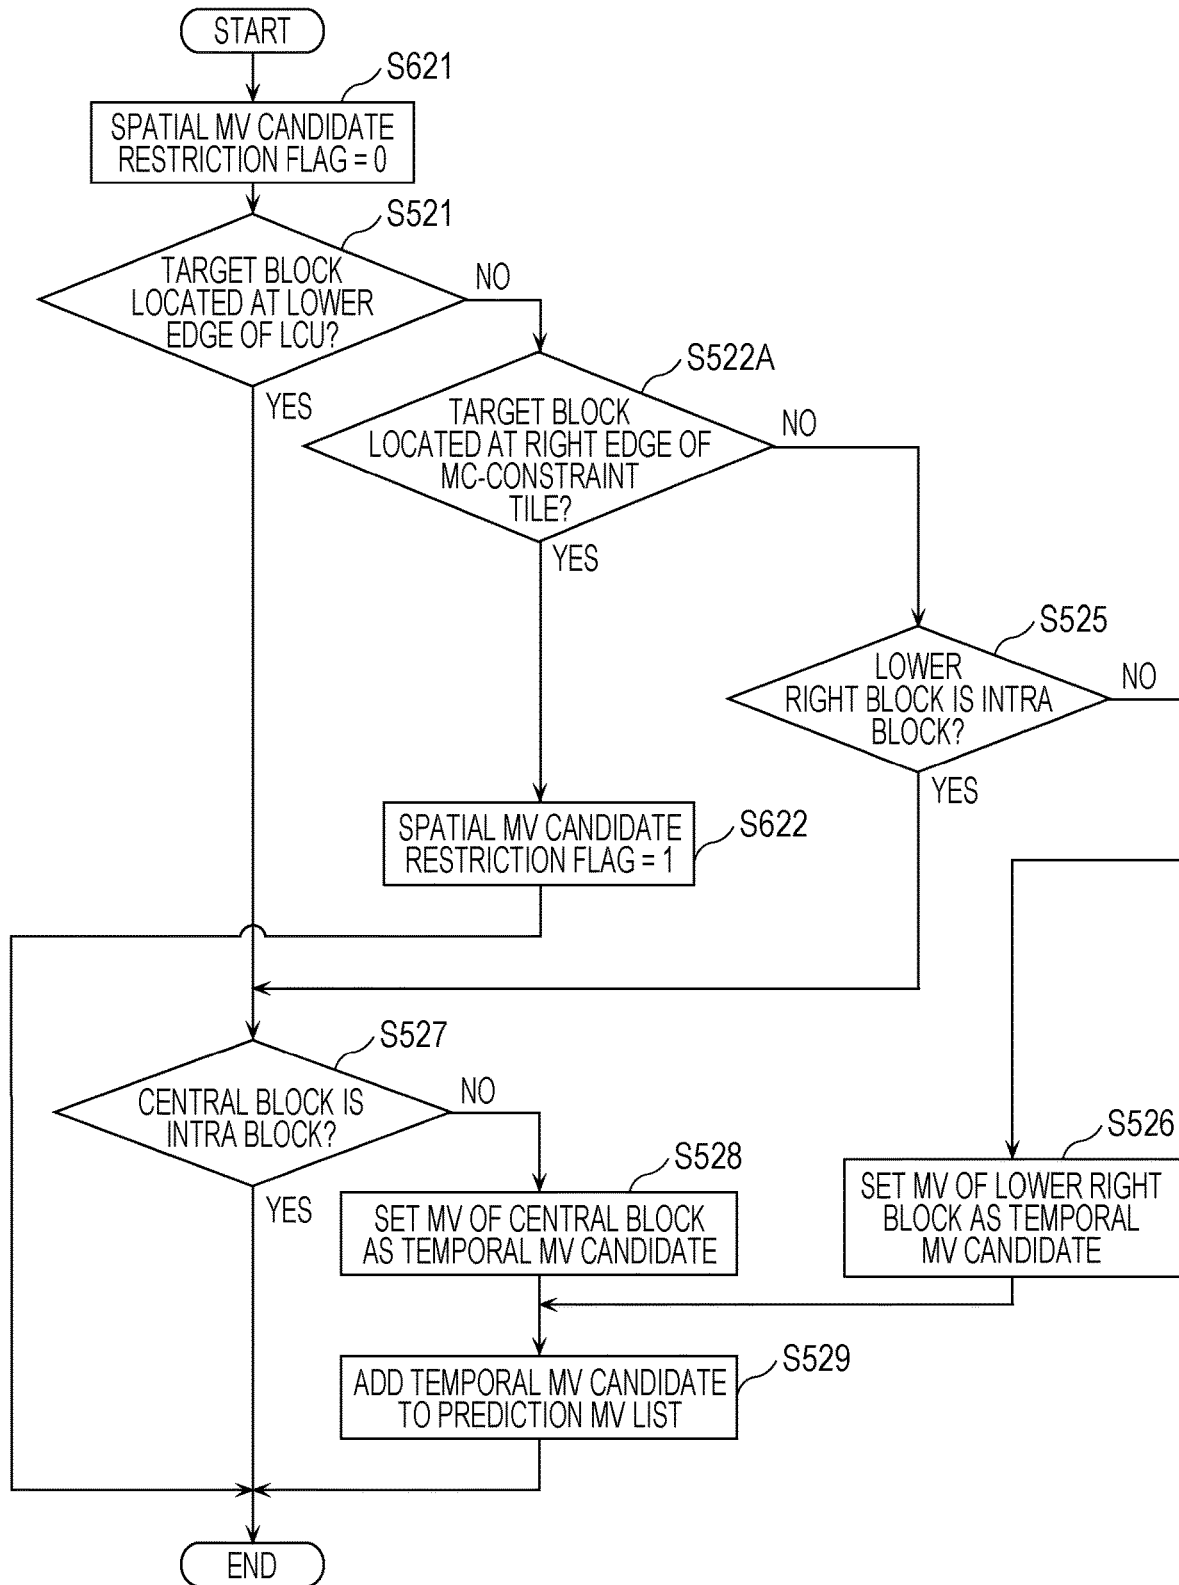 START
S621
SPATIAL MV CANDIDATE
RESTRICTION FLAG = 0
S521
TARGET BLOCK
LOCATED AT LOWER
EDGE OF LCU?
NO
YES
S522A
TARGET BLOCK
LOCATED AT RIGHT EDGE OF
MC-CONSTRAINT
TILE?
NO
YES
S525
LOWER
RIGHT BLOCK IS INTRA
BLOCK?
NO
YES
SPATIAL MV CANDIDATE
RESTRICTION FLAG = 1
S622
S527
CENTRAL BLOCK IS
INTRA BLOCK?
NO
YES
S528
SET MV OF CENTRAL BLOCK
AS TEMPORAL MV CANDIDATE
S526
SET MV OF LOWER RIGHT
BLOCK AS TEMPORAL
MV CANDIDATE
S529
ADD TEMPORAL MV CANDIDATE
TO PREDICTION MV LIST
END